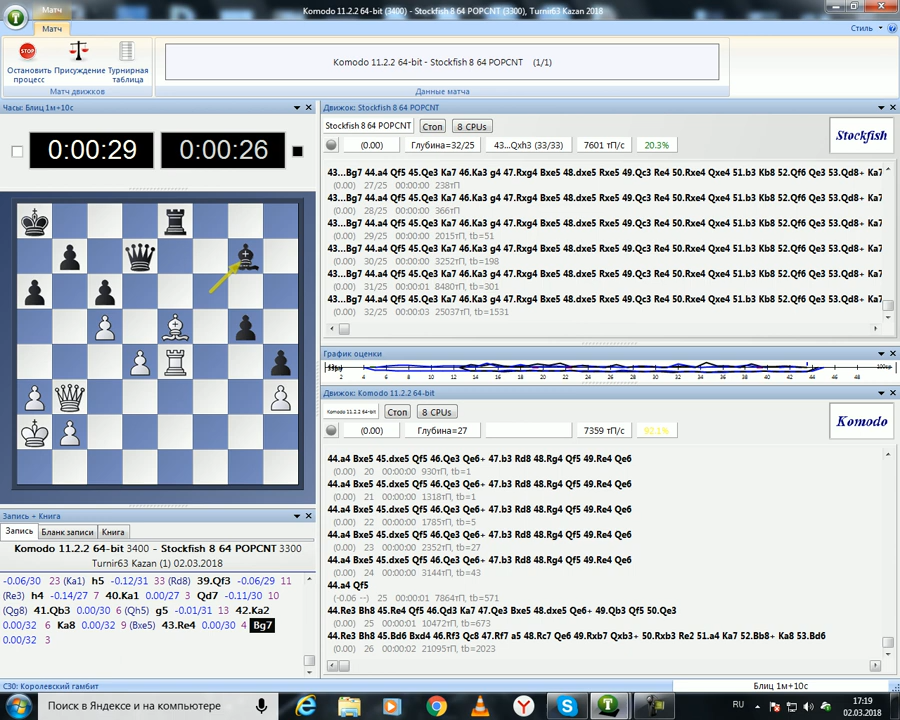 Матч
Komodo 11.2.2 64-bit (3400) - Stockfish 8 64 POPCNT (3300), Turnir63 Kazan 2018
Матч
Стиль
STOP
Остановить процесс
Присуждение
Турнирная таблица
Матч движков
Komodo 11.2.2 64-bit - Stockfish 8 64 POPCNT (1/1)
Данные матча
Часы: Блиц 1м+10с
0:00:29
0:00:26
Движок: Stockfish 8 64 POPCNT
Stockfish 8 64 POPCNT
Стоп
8 CPUs
Stockfish
(0.00)
Глубина=32/25
43...Qxh3 (33/33)
7601 тП/с
20.3%
43...Bg7 44.a4 Qf5 45.Qe3 Ka7 46.Ka3 g4 47.Rxg4 Bxe5 48.dxe5 Rxe5 49.Qc3 Re4 50.Rxe4 Qxe4 51.b3 Kb8 52.Qf6 Qe3 53.Qd8+ Ka7
(0.00) 27/25 00:00:00 238тП
43...Bg7 44.a4 Qf5 45.Qe3 Ka7 46.Ka3 g4 47.Rxg4 Bxe5 48.dxe5 Rxe5 49.Qc3 Re4 50.Rxe4 Qxe4 51.b3 Kb8 52.Qf6 Qe3 53.Qd8+ Ka7
(0.00) 28/25 00:00:00 366тП
43...Bg7 44.a4 Qf5 45.Qe3 Ka7 46.Ka3 g4 47.Rxg4 Bxe5 48.dxe5 Rxe5 49.Qc3 Re4 50.Rxe4 Qxe4 51.b3 Kb8 52.Qf6 Qe3 53.Qd8+ Ka7
(0.00) 29/25 00:00:00 2015тП, tb=51
43...Bg7 44.a4 Qf5 45.Qe3 Ka7 46.Ka3 g4 47.Rxg4 Bxe5 48.dxe5 Rxe5 49.Qc3 Re4 50.Rxe4 Qxe4 51.b3 Kb8 52.Qf6 Qe3 53.Qd8+ Ka7
(0.00) 30/25 00:00:00 3252тП, tb=198
43...Bg7 44.a4 Qf5 45.Qe3 Ka7 46.Ka3 g4 47.Rxg4 Bxe5 48.dxe5 Rxe5 49.Qc3 Re4 50.Rxe4 Qxe4 51.b3 Kb8 52.Qf6 Qe3 53.Qd8+ Ka7
(0.00) 31/25 00:00:01 8480тП, tb=301
43...Bg7 44.a4 Qf5 45.Qe3 Ka7 46.Ka3 g4 47.Rxg4 Bxe5 48.dxe5 Rxe5 49.Qc3 Re4 50.Rxe4 Qxe4 51.b3 Kb8 52.Qf6 Qe3 53.Qd8+ Ka7
(0.00) 32/25 00:00:03 25037тП, tb=1531
График оценки
2 4 6 8 10 12 14 16 18 20 22 24 26 28 30 32 34 36 38 40 42 44 46 48
Движок: Komodo 11.2.2 64-bit
Komodo 11.2.2 64-bit
Стоп
8 CPUs
Komodo
(0.00)
Глубина=27
7359 тП/с
92.1%
44.a4 Bxe5 45.dxe5 Qf5 46.Qe3 Qe6+ 47.b3 Rd8 48.Rg4 Qf5 49.Re4 Qe6
(0.00) 20 00:00:00 930тП, tb=1
44.a4 Bxe5 45.dxe5 Qf5 46.Qe3 Qe6+ 47.b3 Rd8 48.Rg4 Qf5 49.Re4 Qe6
(0.00) 21 00:00:00 1318тП, tb=1
44.a4 Bxe5 45.dxe5 Qf5 46.Qe3 Qe6+ 47.b3 Rd8 48.Rg4 Qf5 49.Re4 Qe6
(0.00) 22 00:00:00 1785тП, tb=5
44.a4 Bxe5 45.dxe5 Qf5 46.Qe3 Qe6+ 47.b3 Rd8 48.Rg4 Qf5 49.Re4 Qe6
(0.00) 23 00:00:00 2352тП, tb=27
44.a4 Bxe5 45.dxe5 Qf5 46.Qe3 Qe6+ 47.b3 Rd8 48.Rg4 Qf5 49.Re4 Qe6
(0.00) 24 00:00:00 3144тП, tb=43
44.a4 Qf5
(-0.06 --) 25 00:00:01 7864тП, tb=571
44.Re3 Bh8 45.Re4 Qf5 46.Qd3 Ka7 47.Qe3 Bxe5 48.dxe5 Qe6+ 49.Qb3 Qf5 50.Qe3
(0.00) 25 00:00:01 10472тП, tb=673
44.Re3 Bh8 45.Bd6 Bxd4 46.Rf3 Qc8 47.Rf7 a5 48.Rc7 Qe6 49.Rxb7 Qxb3+ 50.Rxb3 Re2 51.a4 Ka7 52.Bb8+ Ka8 53.Bd6
(0.00) 26 00:00:02 21095тП, tb=2023
Запись + Книга
Запись
Бланк записи
Книга
Komodo 11.2.2 64-bit 3400 - Stockfish 8 64 POPCNT 3300
Turnir63 Kazan (1) 02.03.2018
-0.06/30 23 (Ka1) h5 -0.12/31 33 (Rd8) 39.Qf3 -0.06/29 11
(Re3) h4 -0.14/27 7 40.Ka1 0.00/27 3 Qd7 -0.11/30 10
(Qg8) 41.Qb3 0.00/30 6 (Qh5) g5 -0.01/31 13 42.Ka2
0.00/32 6 Ka8 0.00/32 9 (Bxe5) 43.Re4 0.00/30 4 Bg7
0.00/32 3
C30: Королевский гамбит
Блиц 1м+10с
Поиск в Яндексе и на компьютере
RU
17:19
02.03.2018